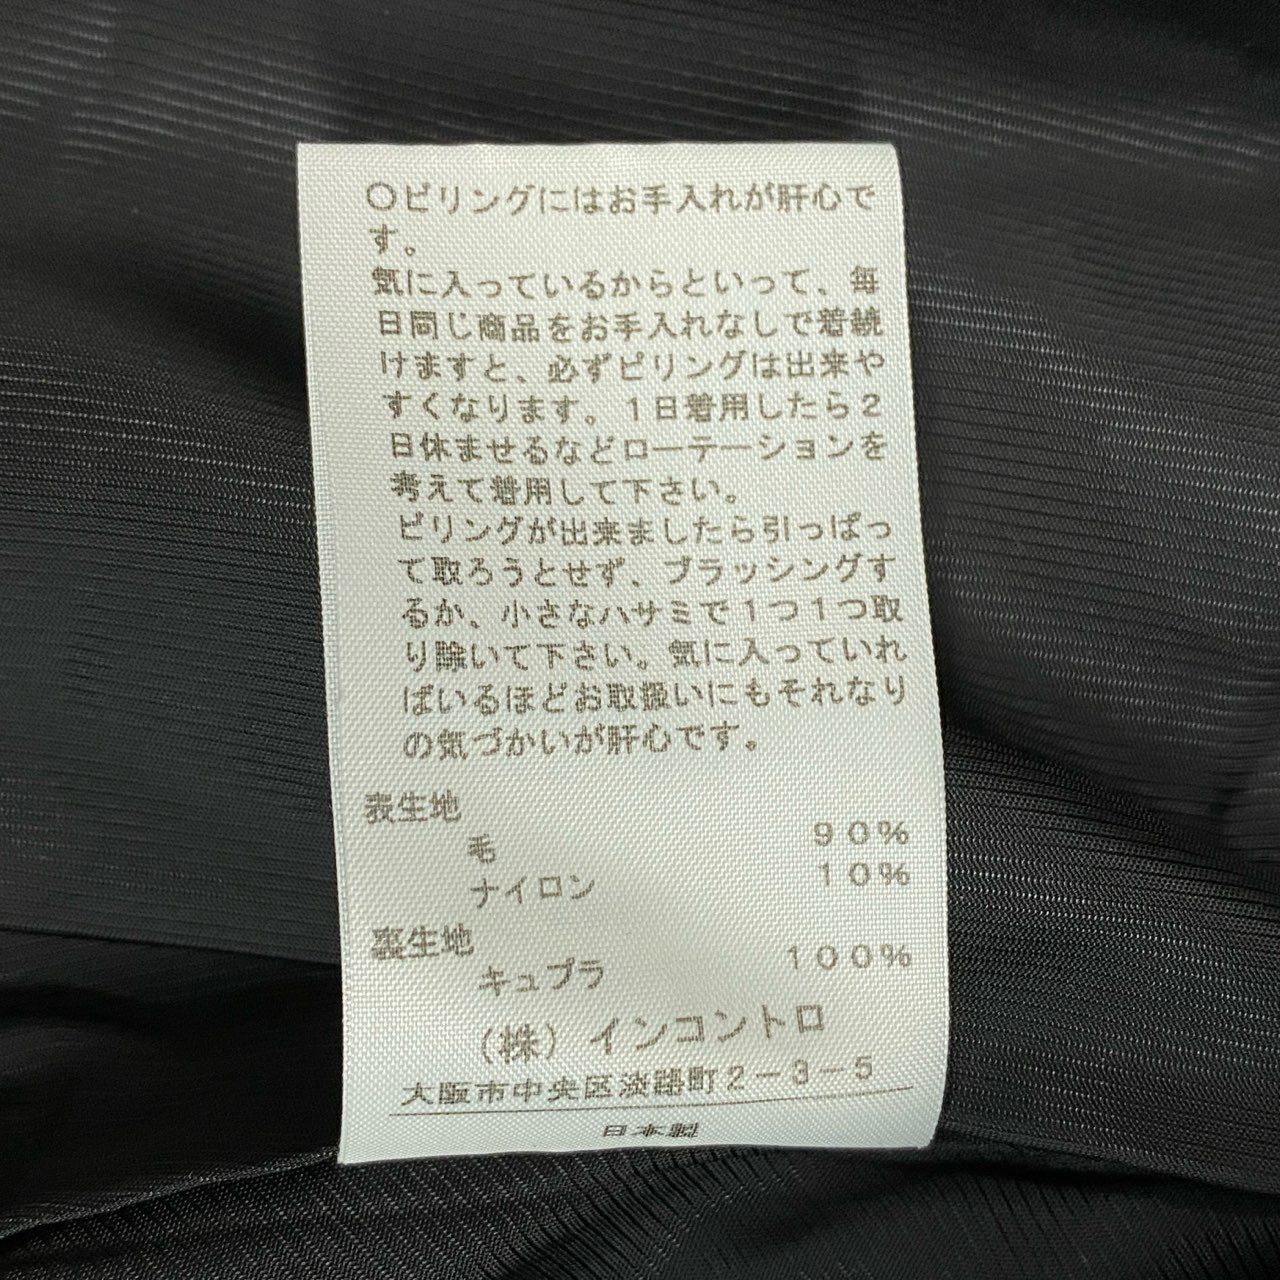 〇ピリングにはお手入れが肝心で
す。
気に入っているからといって、毎
日同じ商品をお手入れなしで着続
けますと、必ずピリングは出来や
すくなります。1日着用したら2
日休ませるなどローテーションを
考えて着用して下さい。
ピリングが出来ましたら引っぱっ
て取ろうとせず、ブラッシングす
るか、小さなハサミで1つ1つ取
り除いて下さい。気に入っていれ
ばいるほどお取扱いにもそれなり
の気づかいが肝心です。
表生地
毛 90%
ナイロン 10%
裏生地
キュプラ 100%
(株)インコントロ
大阪市中央区淡路町2-3-5
日本製